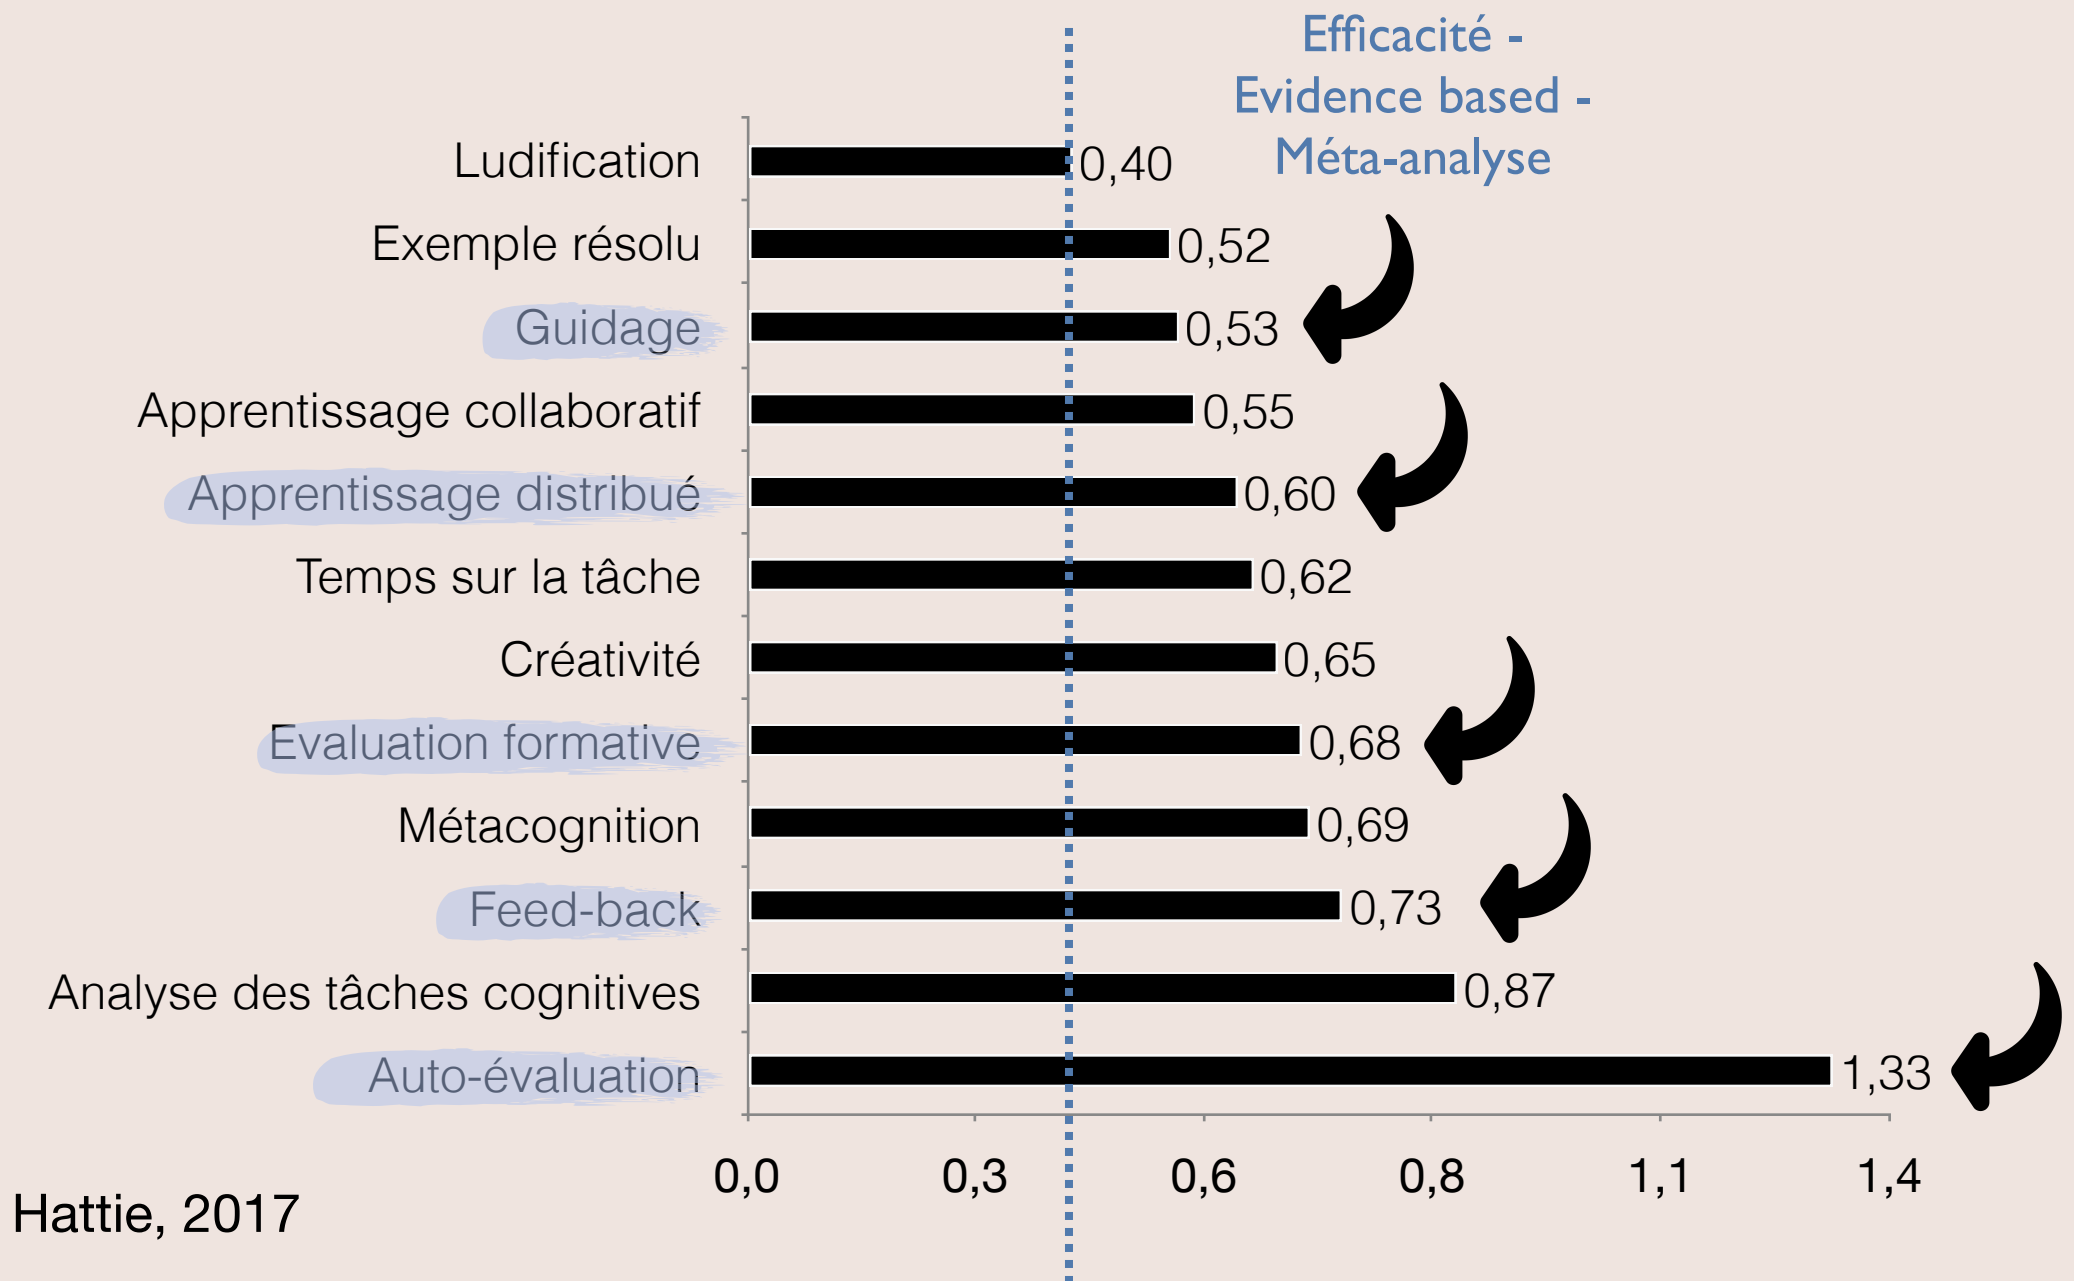 Efficacité -
Evidence based -
Méta-analyse
Ludification 0,40
Exemple résolu 0,52
Guidage 0,53
Apprentissage collaboratif 0,55
Apprentissage distribué 0,60
Temps sur la tâche 0,62
Créativité 0,65
Evaluation formative 0,68
Métacognition 0,69
Feed-back 0,73
Analyse des tâches cognitives 0,87
Auto-évaluation 1,33
0,0 0,3 0,6 0,8 1,1 1,4
Hattie, 2017